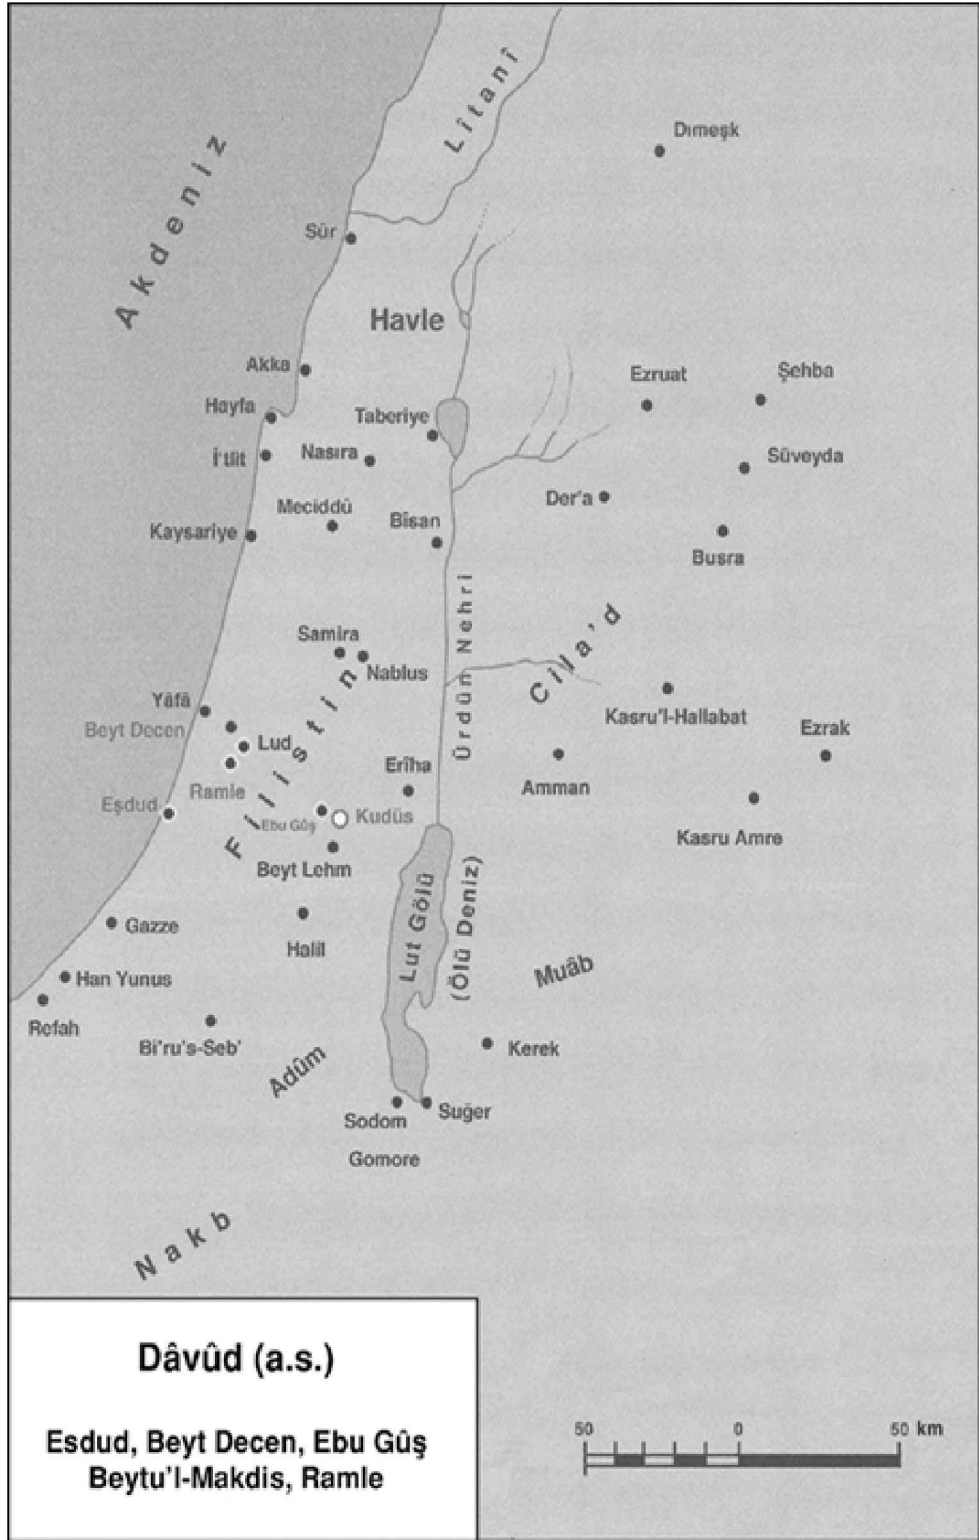 Akdeniz
Lîtanî
Dımeşk
Sûr
Havle
Akka
Hayfa
Taberiye
Ezruat
Şehba
İ'tlit
Nasıra
Süveyda
Meciddû
Der'a
Kaysariye
Bîsan
Busra
Ürdün Nehri
Cila'd
Samira
Nablus
Filistin
Yâfâ
Beyt Decen
Lud
Kasru'l-Hallabat
Ezrak
Erîha
Amman
Ramle
Eşdud
Ebu Gûş
Kudüs
Kasru Amre
Beyt Lehm
Lut Gölü
(Ölü Deniz)
Gazze
Halil
Muâb
Han Yunus
Refah
Bi'ru's-Seb'
Adûm
Kerek
Sodom
Suğer
Gomore
Nakb
Dâvûd (a.s.)
Esdud, Beyt Decen, Ebu Gûş
Beytu'l-Makdis, Ramle
50 0 50 km